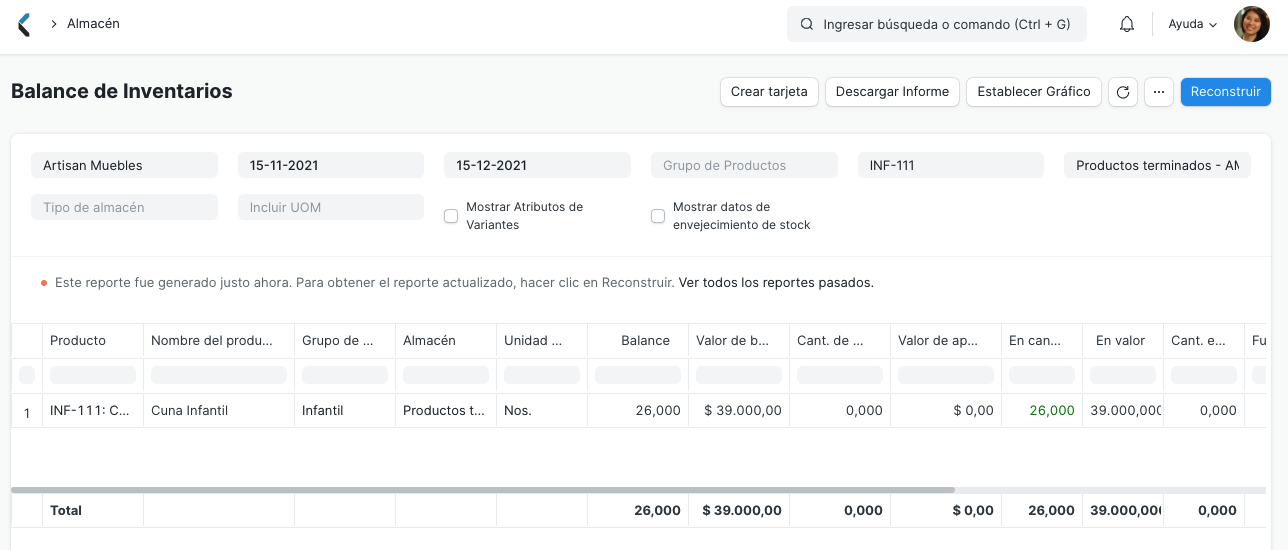 Almacén
Ingresar búsqueda o comando (Ctrl + G)
Ayuda
Balance de Inventarios
Crear tarjeta
Descargar Informe
Establecer Gráfico
Reconstruir
Artisan Muebles
15-11-2021
15-12-2021
Grupo de Productos
INF-111
Productos terminados - AM
Tipo de almacén
Incluir UOM
Mostrar Atributos de
Variantes
Mostrar datos de
envejecimiento de stock
Este reporte fue generado justo ahora. Para obtener el reporte actualizado, hacer clic en Reconstruir. Ver todos los reportes pasados.
Producto Nombre del produ... Grupo de ... Almacén Unidad ... Balance Valor de b... Cant. de ... Valor de ap... En can... En valor Cant. e... Fu
1 INF-111: C... Cuna Infantil Infantil Productos t... Nos. 26,000 $ 39.000,00 0,000 $ 0,00 26,000 39.000,00 0,000
Total 26,000 $ 39.000,00 0,000 $ 0,00 26,000 39.000,00 0,000